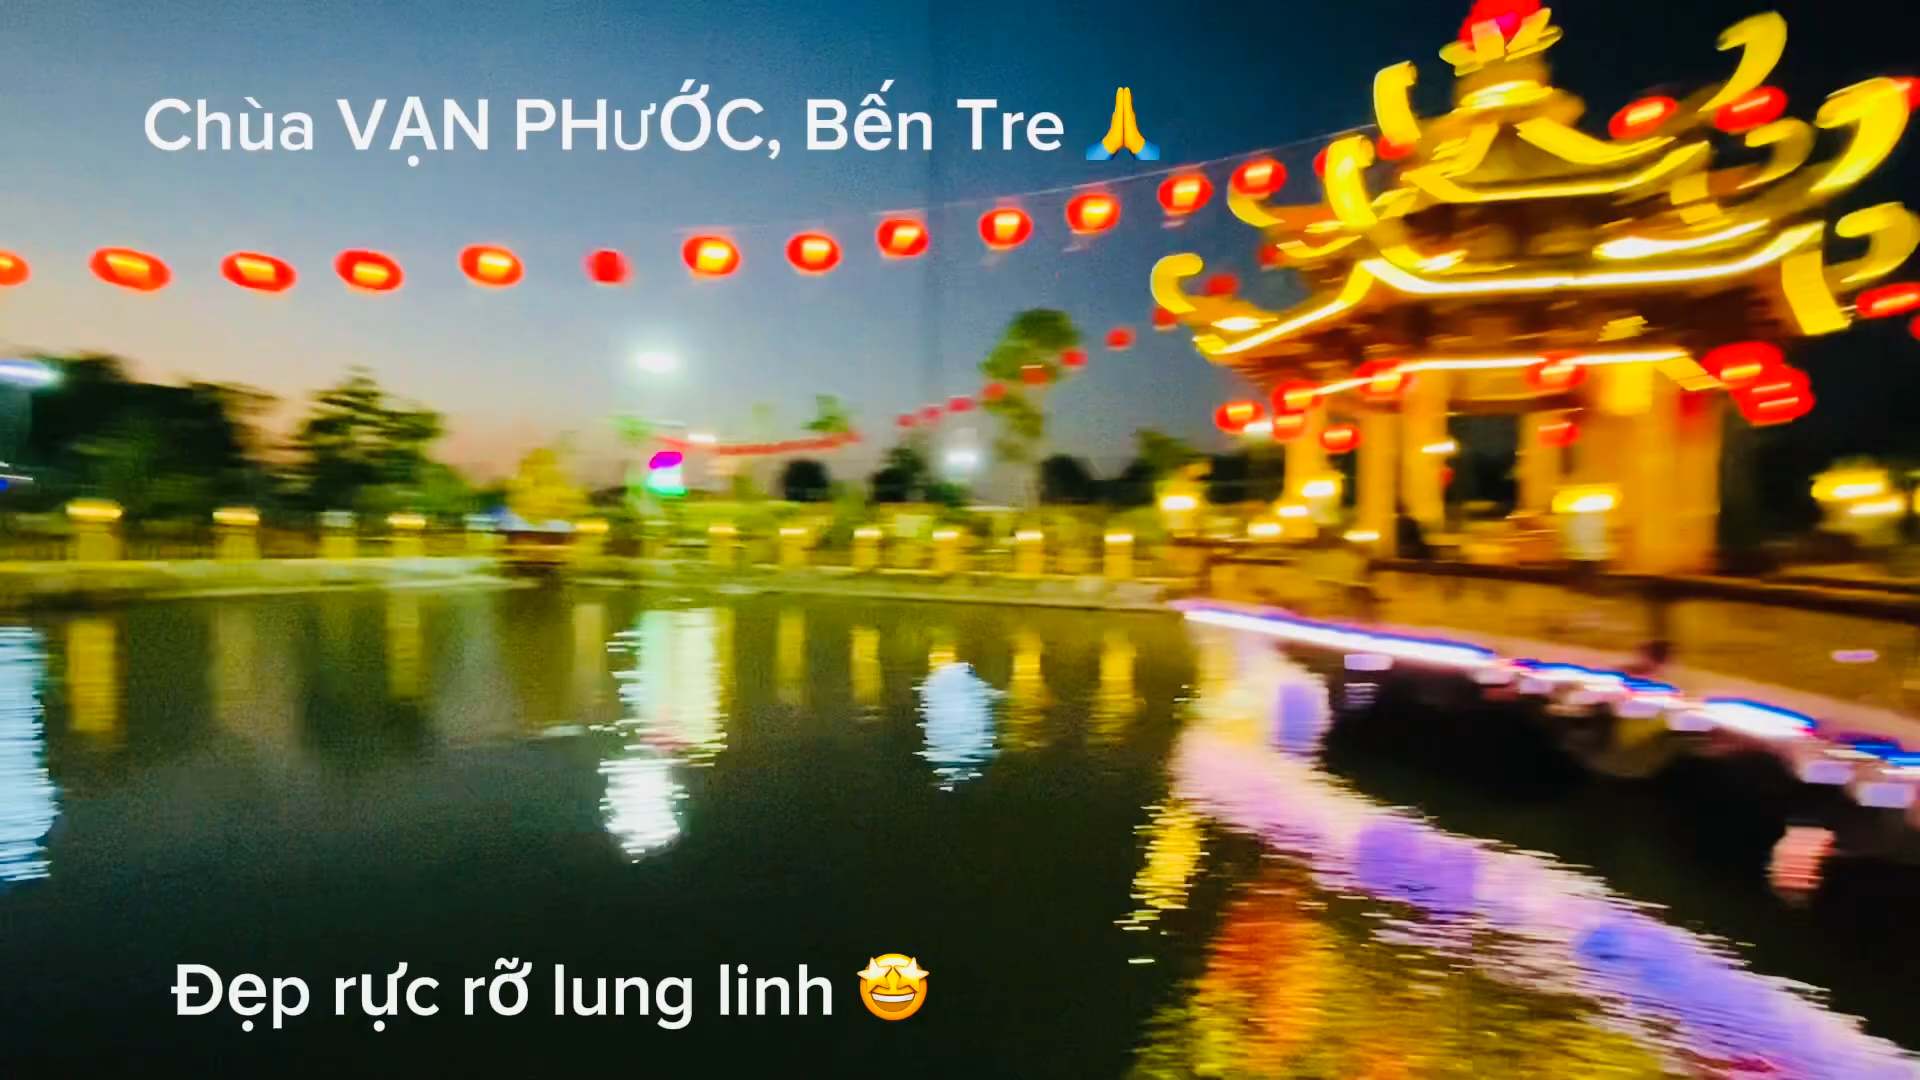 Chùa VẠN PHưỚC, Bến Tre 🙏
Đẹp rực rỡ lung linh 🤩